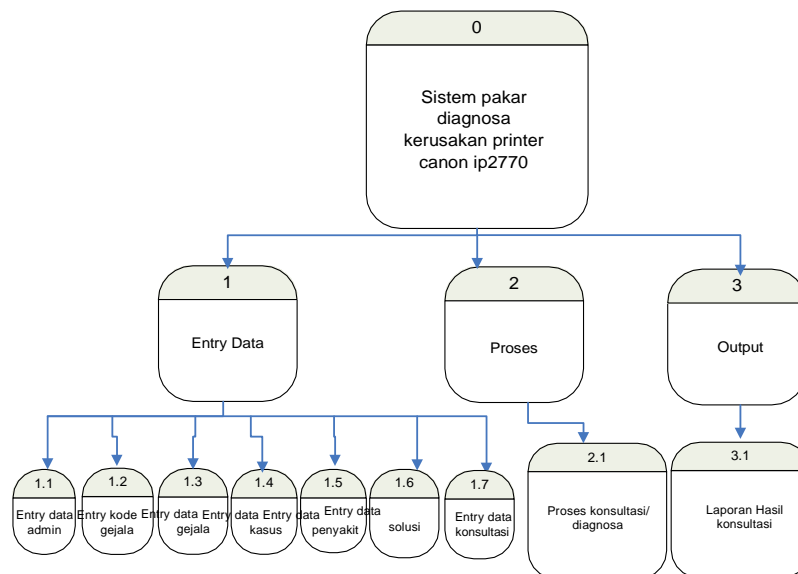 0
Sistem pakar
diagnosa
kerusakan printer
canon ip2770
1
Entry Data
2
Proses
3
Output
1.1
Entry data
admin
1.2
Entry kode
gejala
1.3
Entry data
gejala
1.4
Entry data
kasus
1.5
Entry data
penyakit
1.6
Entry data
solusi
1.7
Entry data
konsultasi
2.1
Proses konsultasi/
diagnosa
3.1
Laporan Hasil
konsultasi